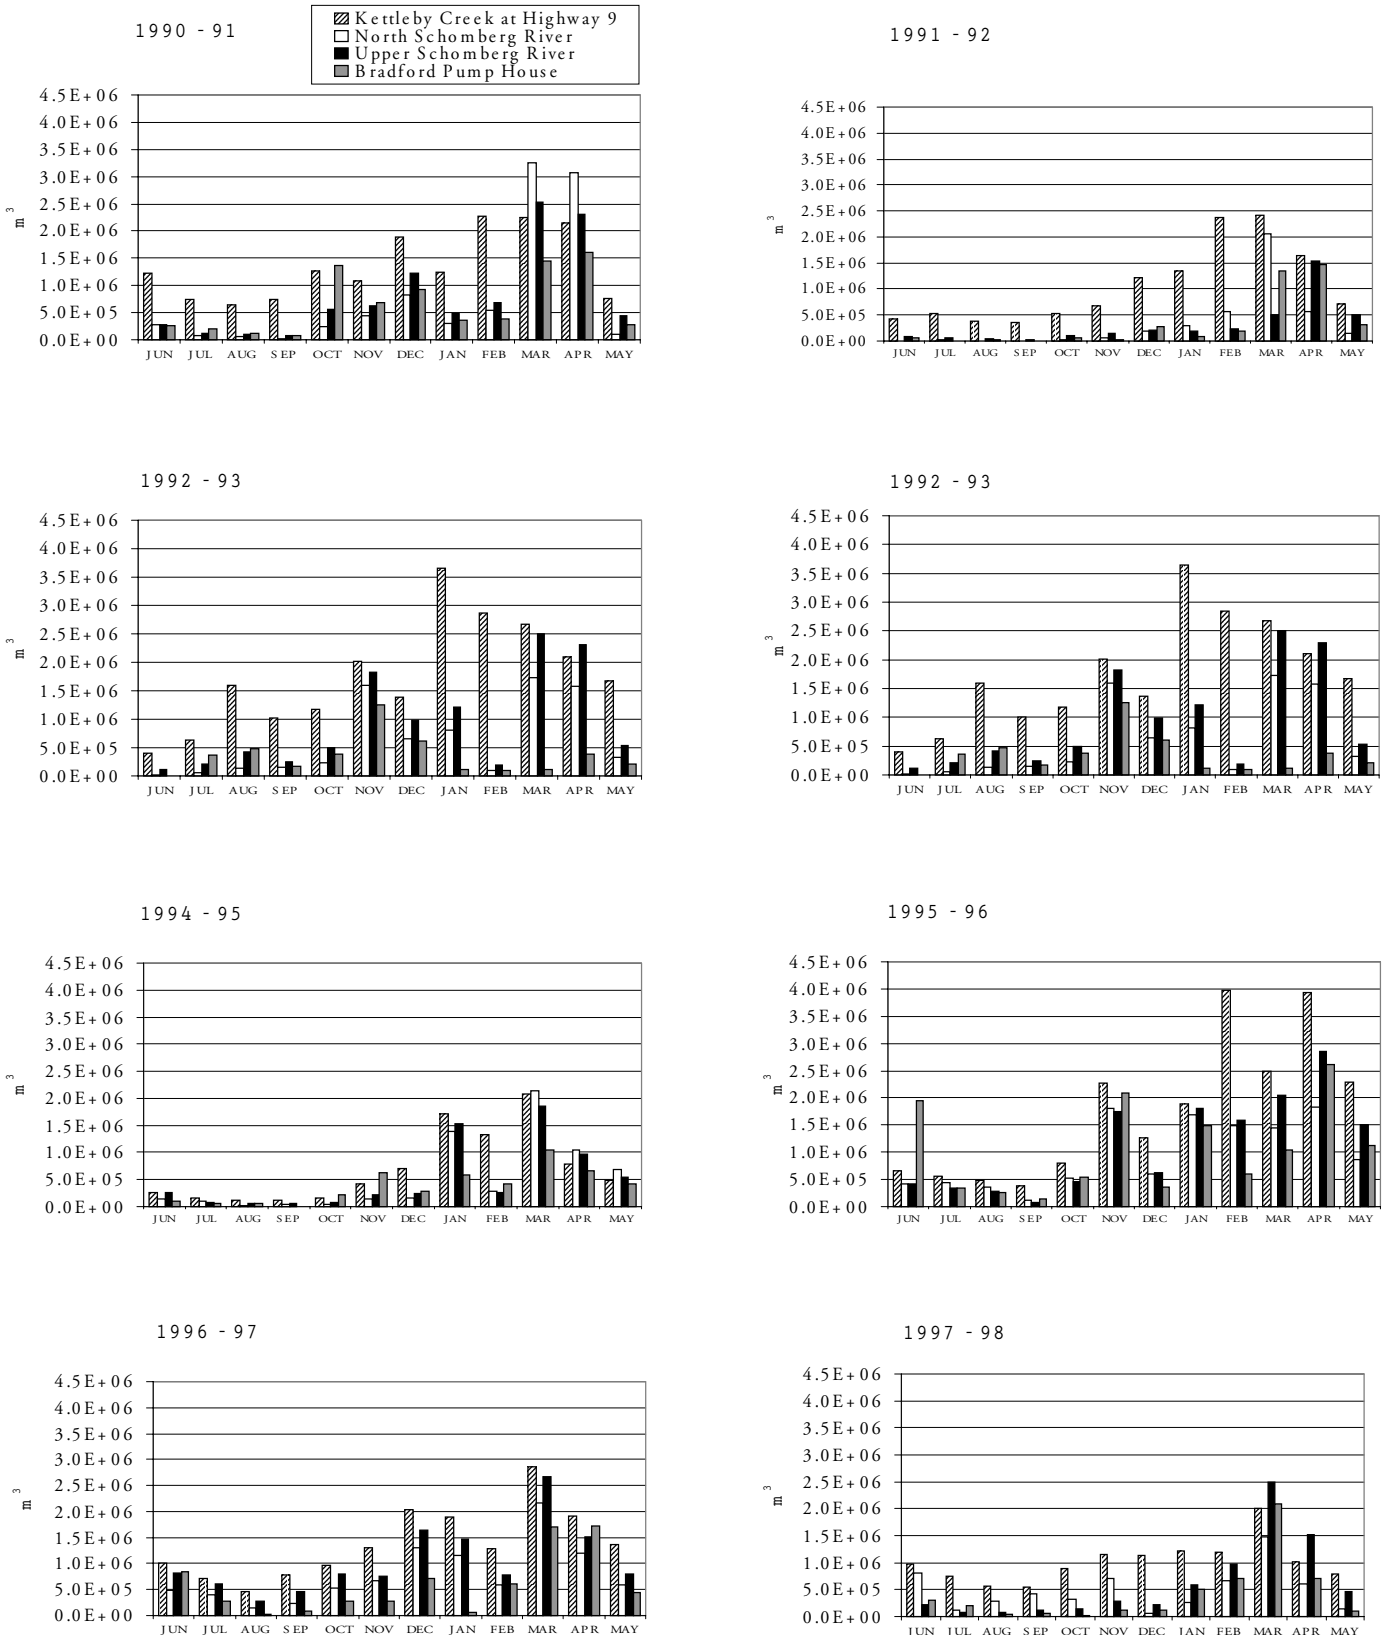 1990 - 91
Kettleby Creek at Highway 9
North Schomberg River
Upper Schomberg River
Bradford Pump House
4.5E+06
4.0E+06
3.5E+06
3.0E+06
2.5E+06
2.0E+06
1.5E+06
1.0E+06
5.0E+05
0.0E+00
m³
JUN JUL AUG SEP OCT NOV DEC JAN FEB MAR APR MAY
1991 - 92
4.5E+06
4.0E+06
3.5E+06
3.0E+06
2.5E+06
2.0E+06
1.5E+06
1.0E+06
5.0E+05
0.0E+00
m³
JUN JUL AUG SEP OCT NOV DEC JAN FEB MAR APR MAY
1992 - 93
4.5E+06
4.0E+06
3.5E+06
3.0E+06
2.5E+06
2.0E+06
1.5E+06
1.0E+06
5.0E+05
0.0E+00
m³
JUN JUL AUG SEP OCT NOV DEC JAN FEB MAR APR MAY
1992 - 93
4.5E+06
4.0E+06
3.5E+06
3.0E+06
2.5E+06
2.0E+06
1.5E+06
1.0E+06
5.0E+05
0.0E+00
m³
JUN JUL AUG SEP OCT NOV DEC JAN FEB MAR APR MAY
1994 - 95
4.5E+06
4.0E+06
3.5E+06
3.0E+06
2.5E+06
2.0E+06
1.5E+06
1.0E+06
5.0E+05
0.0E+00
m³
JUN JUL AUG SEP OCT NOV DEC JAN FEB MAR APR MAY
1995 - 96
4.5E+06
4.0E+06
3.5E+06
3.0E+06
2.5E+06
2.0E+06
1.5E+06
1.0E+06
5.0E+05
0.0E+00
m³
JUN JUL AUG SEP OCT NOV DEC JAN FEB MAR APR MAY
1996 - 97
4.5E+06
4.0E+06
3.5E+06
3.0E+06
2.5E+06
2.0E+06
1.5E+06
1.0E+06
5.0E+05
0.0E+00
m³
JUN JUL AUG SEP OCT NOV DEC JAN FEB MAR APR MAY
1997 - 98
4.5E+06
4.0E+06
3.5E+06
3.0E+06
2.5E+06
2.0E+06
1.5E+06
1.0E+06
5.0E+05
0.0E+00
m³
JUN JUL AUG SEP OCT NOV DEC JAN FEB MAR APR MAY